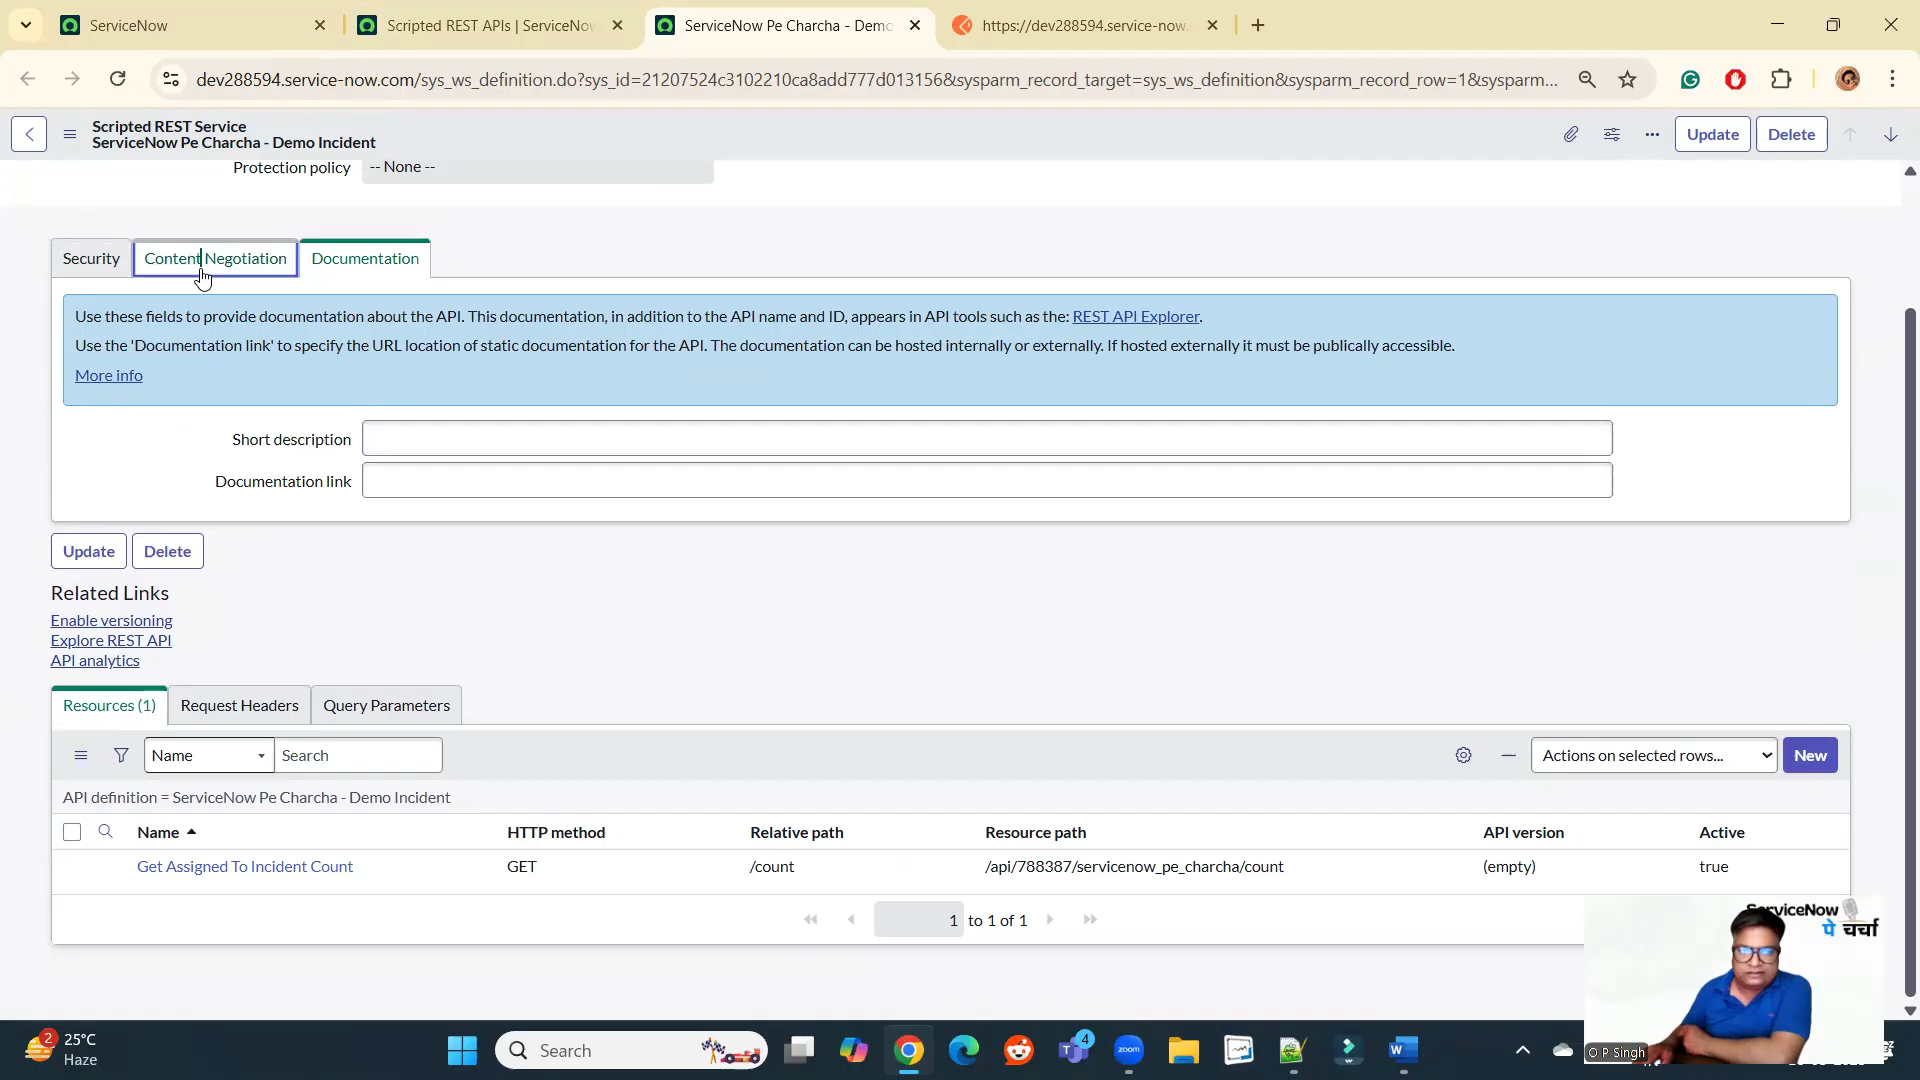 ServiceNow
Scripted REST APIs | ServiceNow
ServiceNow Pe Charcha - Demo
https://dev288594.service-now.
dev288594.service-now.com/sys_ws_definition.do?sys_id=21207524c3102210ca8add777d013156&sysparm_record_target=sys_ws_definition&sysparm_record_row=1&sysparm...
Scripted REST Service
ServiceNow Pe Charcha - Demo Incident
Update
Delete
Protection policy
-- None --
Security
Content Negotiation
Documentation
Use these fields to provide documentation about the API. This documentation, in addition to the API name and ID, appears in API tools such as the: REST API Explorer.
Use the 'Documentation link' to specify the URL location of static documentation for the API. The documentation can be hosted internally or externally. If hosted externally it must be publically accessible.
More info
Short description
Documentation link
Update
Delete
Related Links
Enable versioning
Explore REST API
API analytics
Resources (1)
Request Headers
Query Parameters
Name
Search
Actions on selected rows...
New
API definition = ServiceNow Pe Charcha - Demo Incident
Name
HTTP method
Relative path
Resource path
API version
Active
Get Assigned To Incident Count
GET
/count
/api/788387/servicenow_pe_charcha/count
(empty)
true
1 to 1 of 1
ServiceNow
पे चर्चा
O P Singh
2
25°C
Haze
Search
4
zoom